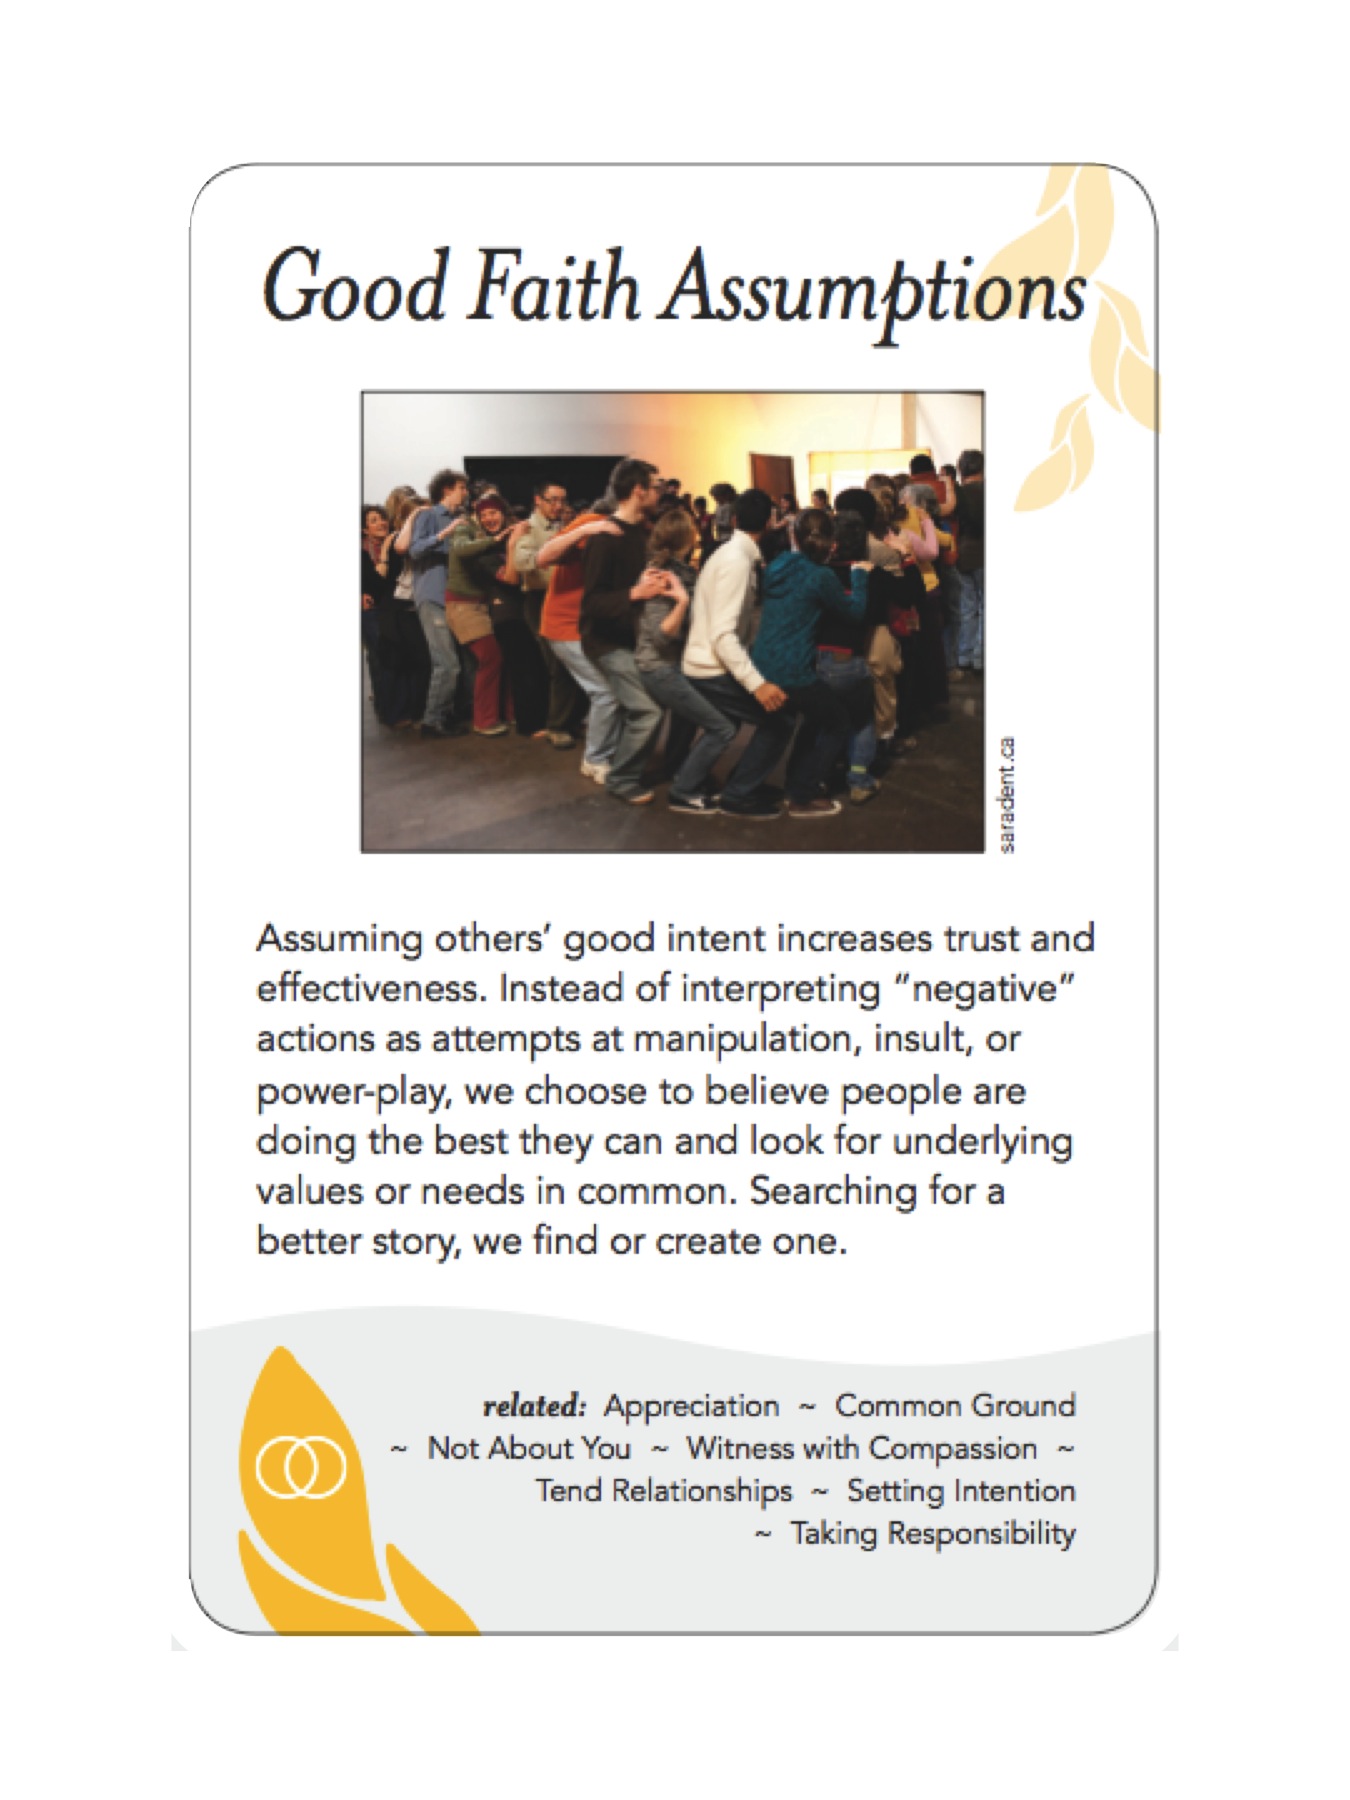 Good Faith Assumptions
saradent.ca
Assuming others’ good intent increases trust and
effectiveness. Instead of interpreting “negative”
actions as attempts at manipulation, insult, or
power-play, we choose to believe people are
doing the best they can and look for underlying
values or needs in common. Searching for a
better story, we find or create one.
related: Appreciation ~ Common Ground
~ Not About You ~ Witness with Compassion ~
Tend Relationships ~ Setting Intention
~ Taking Responsibility